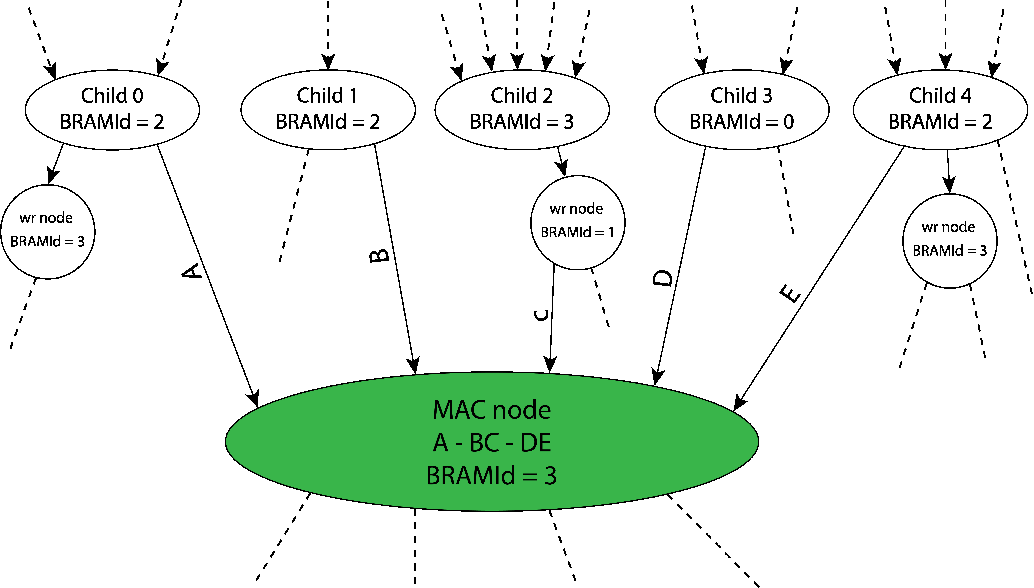 Child 0
BRAMId = 2
Child 1
BRAMId = 2
Child 2
BRAMId = 3
Child 3
BRAMId = 0
Child 4
BRAMId = 2
wr node
BRAMId = 3
wr node
BRAMId = 1
wr node
BRAMId = 3
A
B
C
D
E
MAC node
A - BC - DE
BRAMId = 3